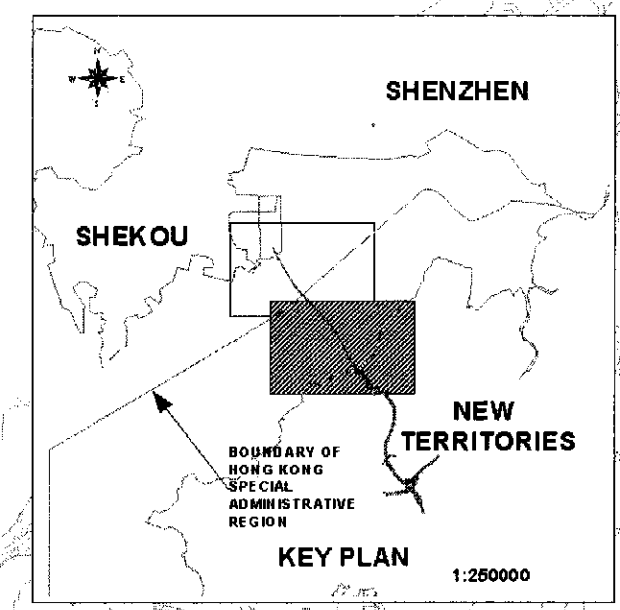 N
W E
S
SHENZHEN
SHEKOU
NEW
TERRITORIES
BOUNDARY OF
HONG KONG
SPECIAL
ADMINISTRATIVE
REGION
KEY PLAN
1:250000